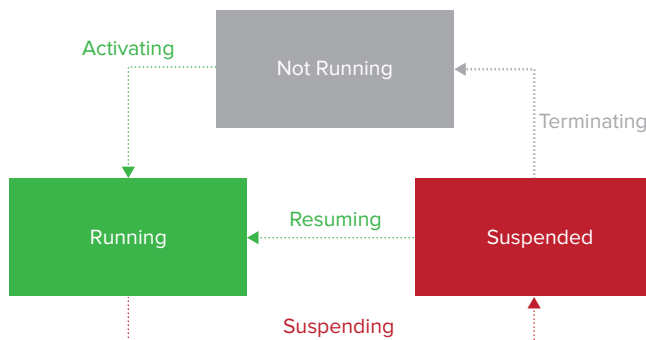 Activating
Not Running
Terminating
Running
Resuming
Suspended
Suspending